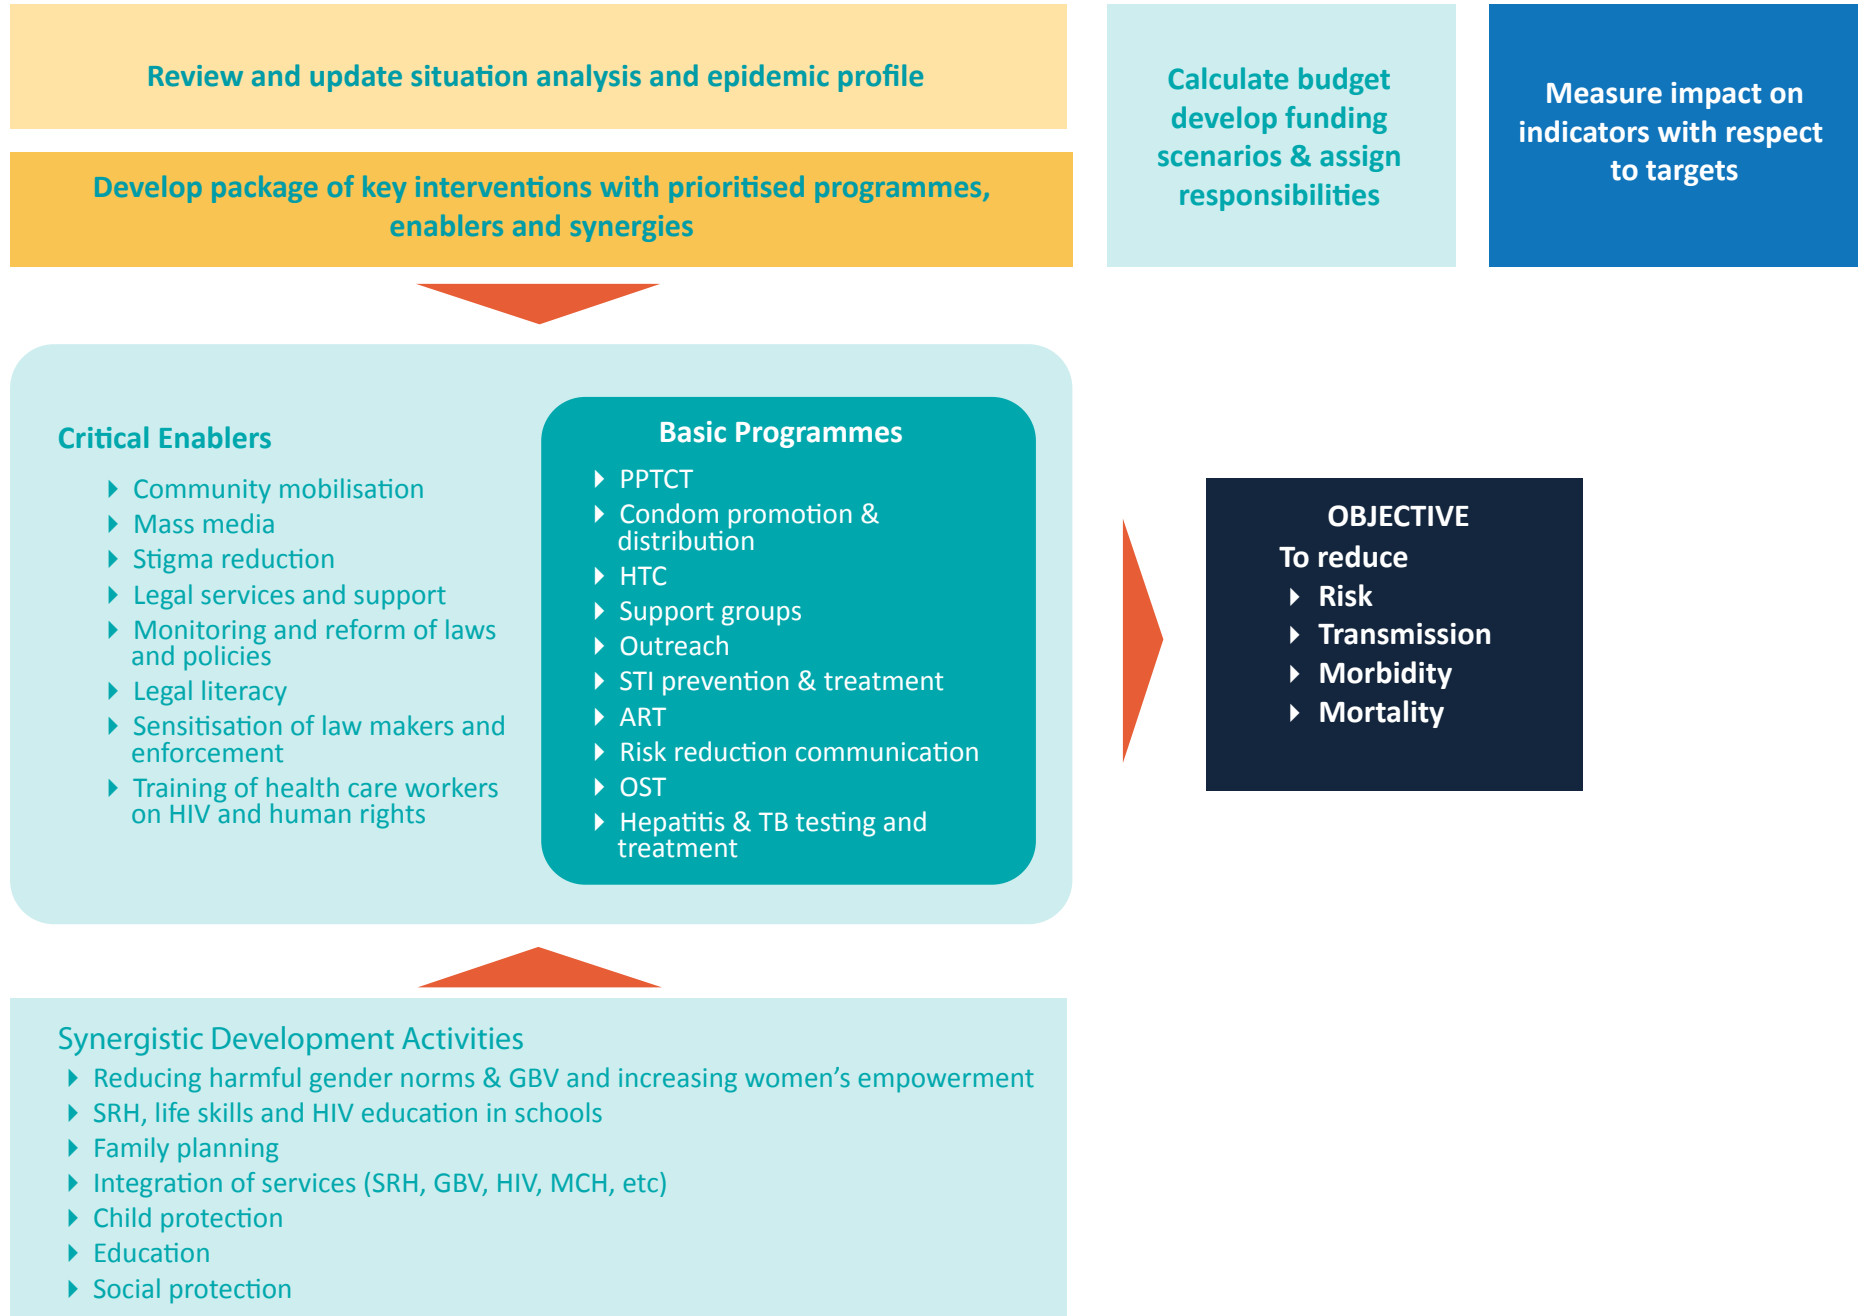 Review and update situation analysis and epidemic profile
Develop package of key interventions with prioritised programmes,
enablers and synergies
Calculate budget
develop funding
scenarios & assign
responsibilities
Measure impact on
indicators with respect
to targets
Critical Enablers
Community mobilisation
Mass media
Stigma reduction
Legal services and support
Monitoring and reform of laws
and policies
Legal literacy
Sensitisation of law makers and
enforcement
Training of health care workers
on HIV and human rights
Basic Programmes
PPTCT
Condom promotion &
distribution
HTC
Support groups
Outreach
STI prevention & treatment
ART
Risk reduction communication
OST
Hepatitis & TB testing and
treatment
OBJECTIVE
To reduce
Risk
Transmission
Morbidity
Mortality
Synergistic Development Activities
Reducing harmful gender norms & GBV and increasing women’s empowerment
SRH, life skills and HIV education in schools
Family planning
Integration of services (SRH, GBV, HIV, MCH, etc)
Child protection
Education
Social protection